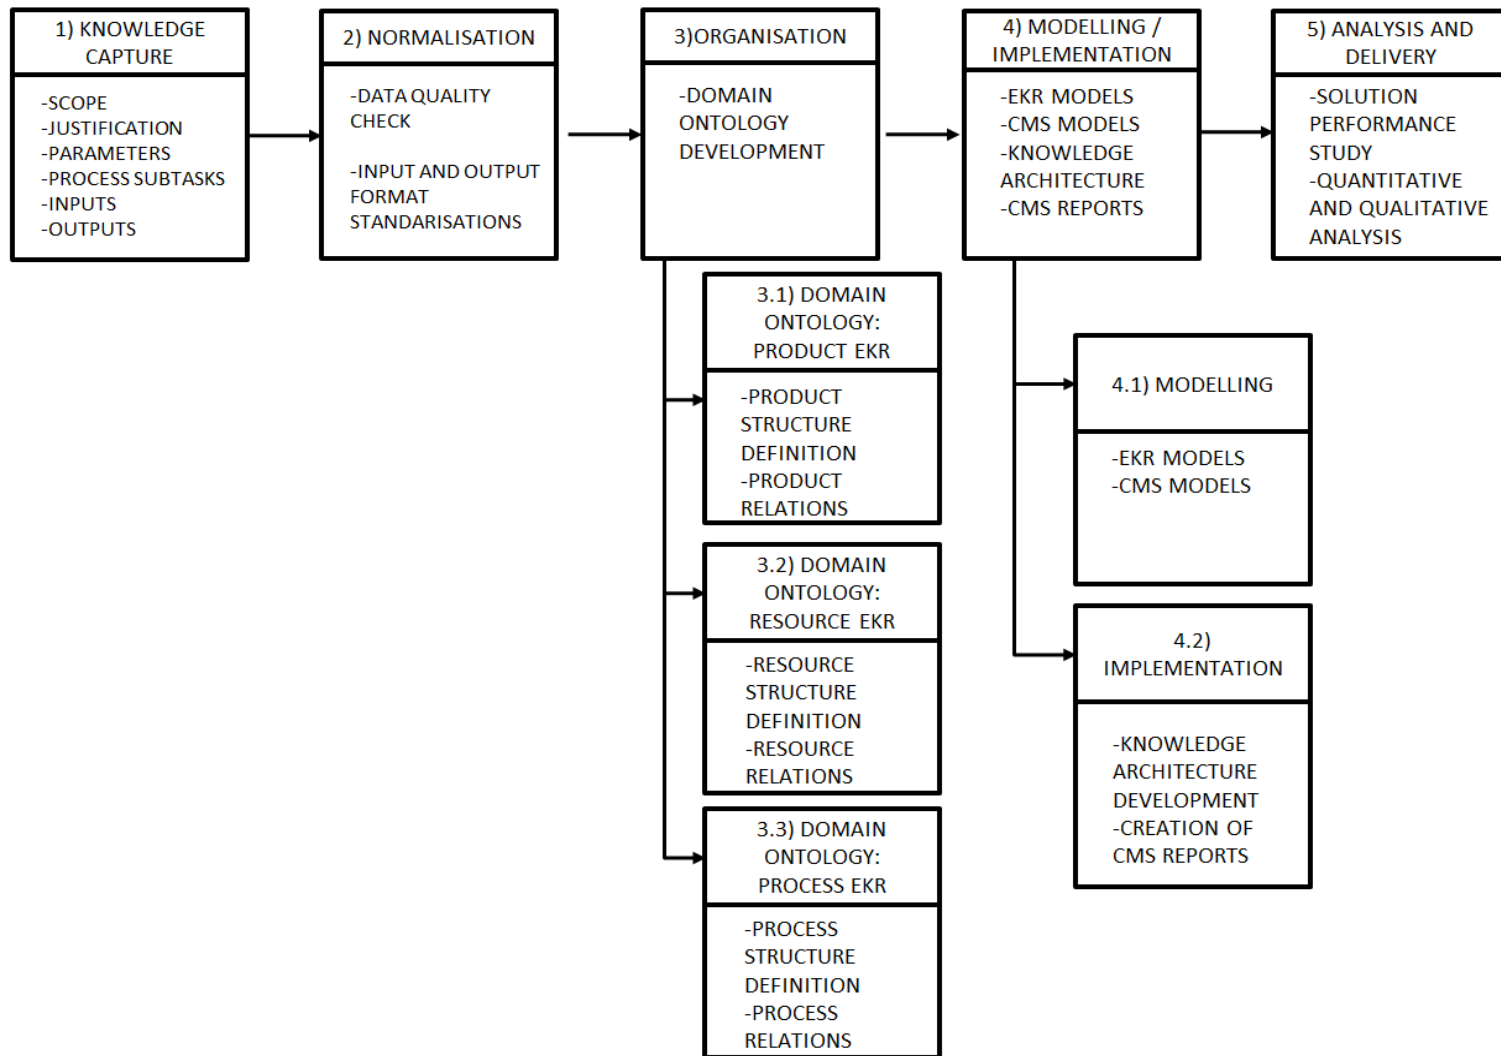 1) KNOWLEDGE
CAPTURE
-SCOPE
-JUSTIFICATION
-PARAMETERS
-PROCESS SUBTASKS
-INPUTS
-OUTPUTS
2) NORMALISATION
-DATA QUALITY
CHECK
-INPUT AND OUTPUT
FORMAT
STANDARISATIONS
3)ORGANISATION
-DOMAIN
ONTOLOGY
DEVELOPMENT
4) MODELLING /
IMPLEMENTATION
-EKR MODELS
-CMS MODELS
-KNOWLEDGE
ARCHITECTURE
-CMS REPORTS
5) ANALYSIS AND
DELIVERY
-SOLUTION
PERFORMANCE
STUDY
-QUANTITATIVE
AND QUALITATIVE
ANALYSIS
3.1) DOMAIN
ONTOLOGY:
PRODUCT EKR
-PRODUCT
STRUCTURE
DEFINITION
-PRODUCT
RELATIONS
3.2) DOMAIN
ONTOLOGY:
RESOURCE EKR
-RESOURCE
STRUCTURE
DEFINITION
-RESOURCE
RELATIONS
3.3) DOMAIN
ONTOLOGY:
PROCESS EKR
-PROCESS
STRUCTURE
DEFINITION
-PROCESS
RELATIONS
4.1) MODELLING
-EKR MODELS
-CMS MODELS
4.2)
IMPLEMENTATION
-KNOWLEDGE
ARCHITECTURE
DEVELOPMENT
-CREATION OF
CMS REPORTS